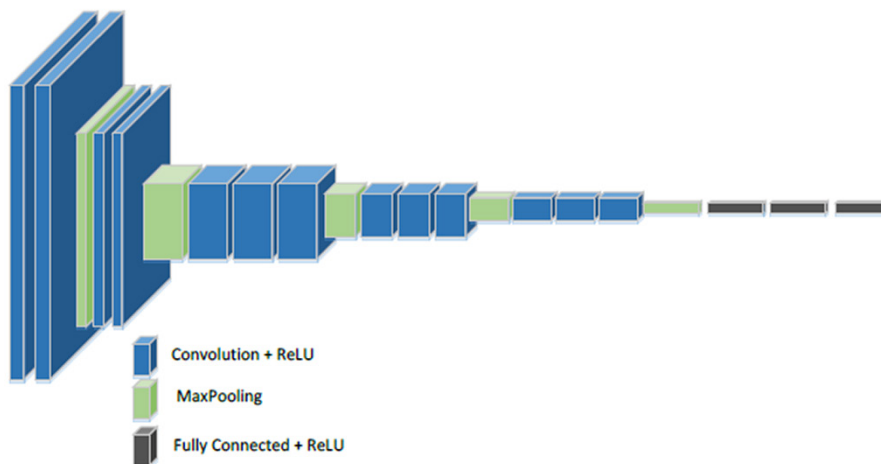 Convolution + ReLU
MaxPooling
Fully Connected + ReLU